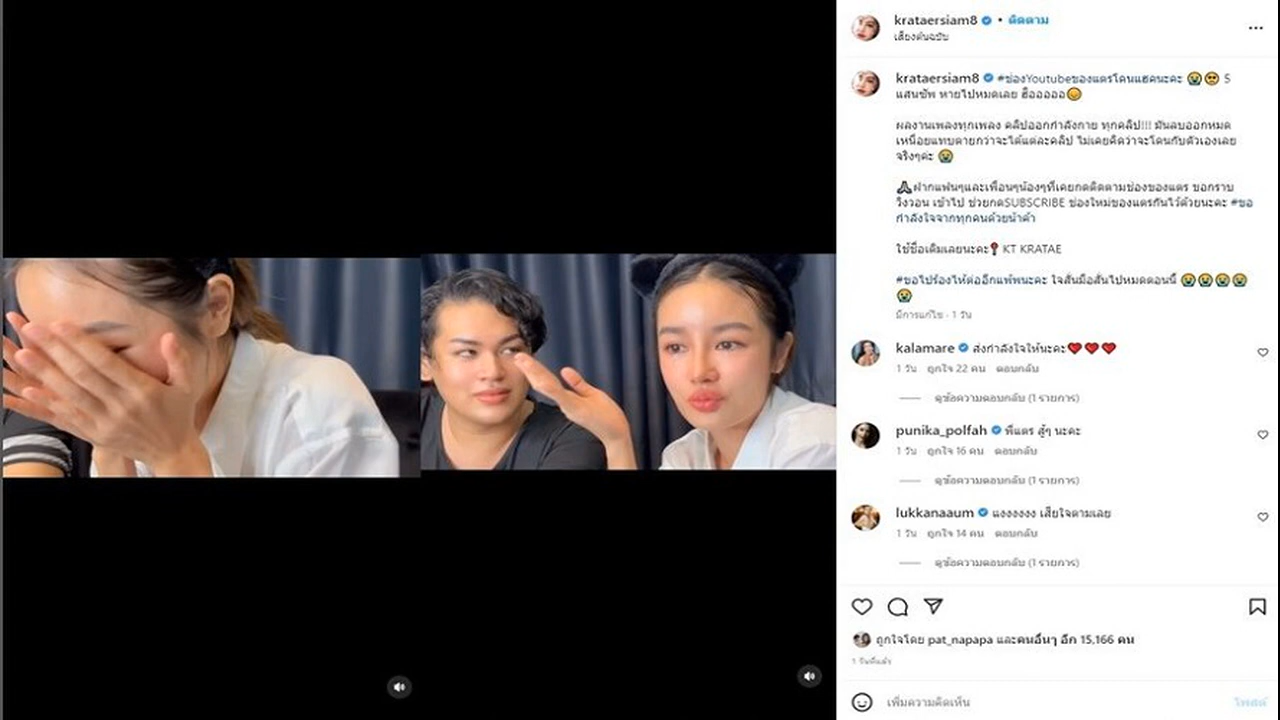 krataersiam8 • ติดตาม
เสียงต้นฉบับ
krataersiam8 #ช่องYoutubeของแตรโดนแฮคนะคะ 😭🥺 5
แสนซัพ หายไปหมดเลย ฮือออออ😞
ผลงานเพลงทุกเพลง คลิปออกกำลังกาย ทุกคลิป!!! มันลบออกหมด
เหนื่อยแทบตายกว่าจะได้แต่ละคลิป ไม่เคยคิดว่าจะโดนกับตัวเองเลย
จริงๆค่ะ 😭
🙏ฝากแฟนๆและเพื่อนๆน้องๆที่เคยกดติดตามช่องของแตร ขอกราบ
วิงวอน เข้าไป ช่วยกดSUBSCRIBE ช่องใหม่ของแตรกันไว้ด้วยนะคะ #ขอ
กำลังใจจากทุกคนด้วยน้าค้า
ใช้ชื่อเดิมเลยนะคะ📍 KT KRATAE
#ขอไปร้องไห้ต่ออีกแพ้พนะคะ ใจสั่นมือสั่นไปหมดตอนนี้ 😭😭😭😭
😭
มีการแก้ไข · 1 วัน
kalamare ส่งกำลังใจให้นะคะ❤️❤️❤️
1 วัน ถูกใจ 22 คน ตอบกลับ
ดูข้อความตอบกลับ (1 รายการ)
punika_polfah พี่แตร สู้ๆ นะคะ
1 วัน ถูกใจ 16 คน ตอบกลับ
ดูข้อความตอบกลับ (1 รายการ)
lukkanaaum แงงงงงง เสียใจตามเลย
1 วัน ถูกใจ 14 คน ตอบกลับ
ดูข้อความตอบกลับ (1 รายการ)
ถูกใจโดย pat_napapa และคนอื่นๆ อีก 15,166 คน
1 วันที่แล้ว
เพิ่มความคิดเห็น โพสต์